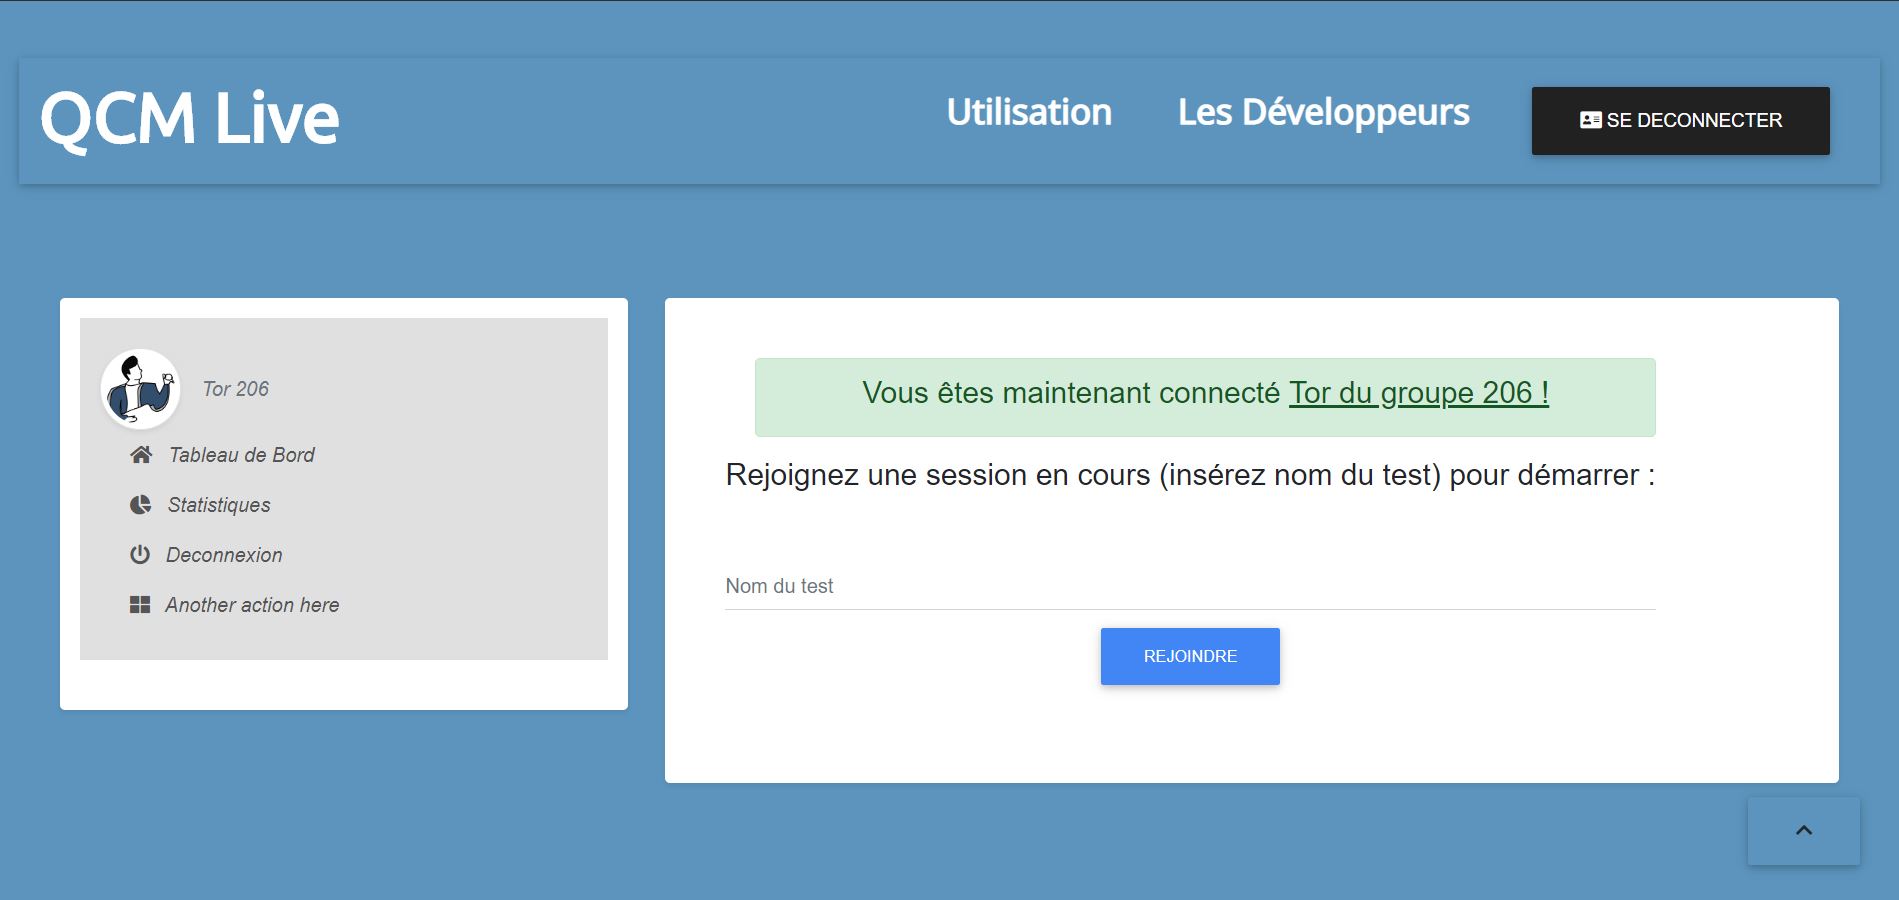 QCM Live
Utilisation
Les Développeurs
SE DECONNECTER
Tor 206
Tableau de Bord
Statistiques
Deconnexion
Another action here
Vous êtes maintenant connecté Tor du groupe 206 !
Rejoignez une session en cours (insérez nom du test) pour démarrer :
Nom du test
REJOINDRE